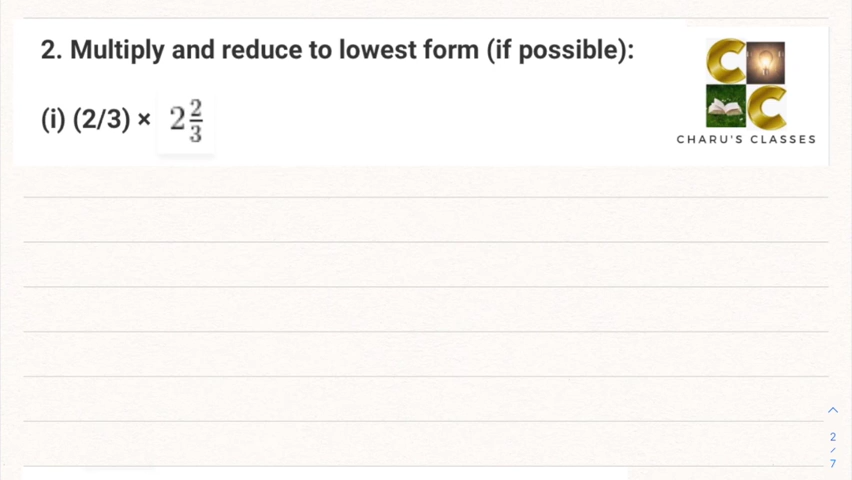 2. Multiply and reduce to lowest form (if possible):
(i) (2/3) × 2 2/3
CHARU'S CLASSES
2
/
7